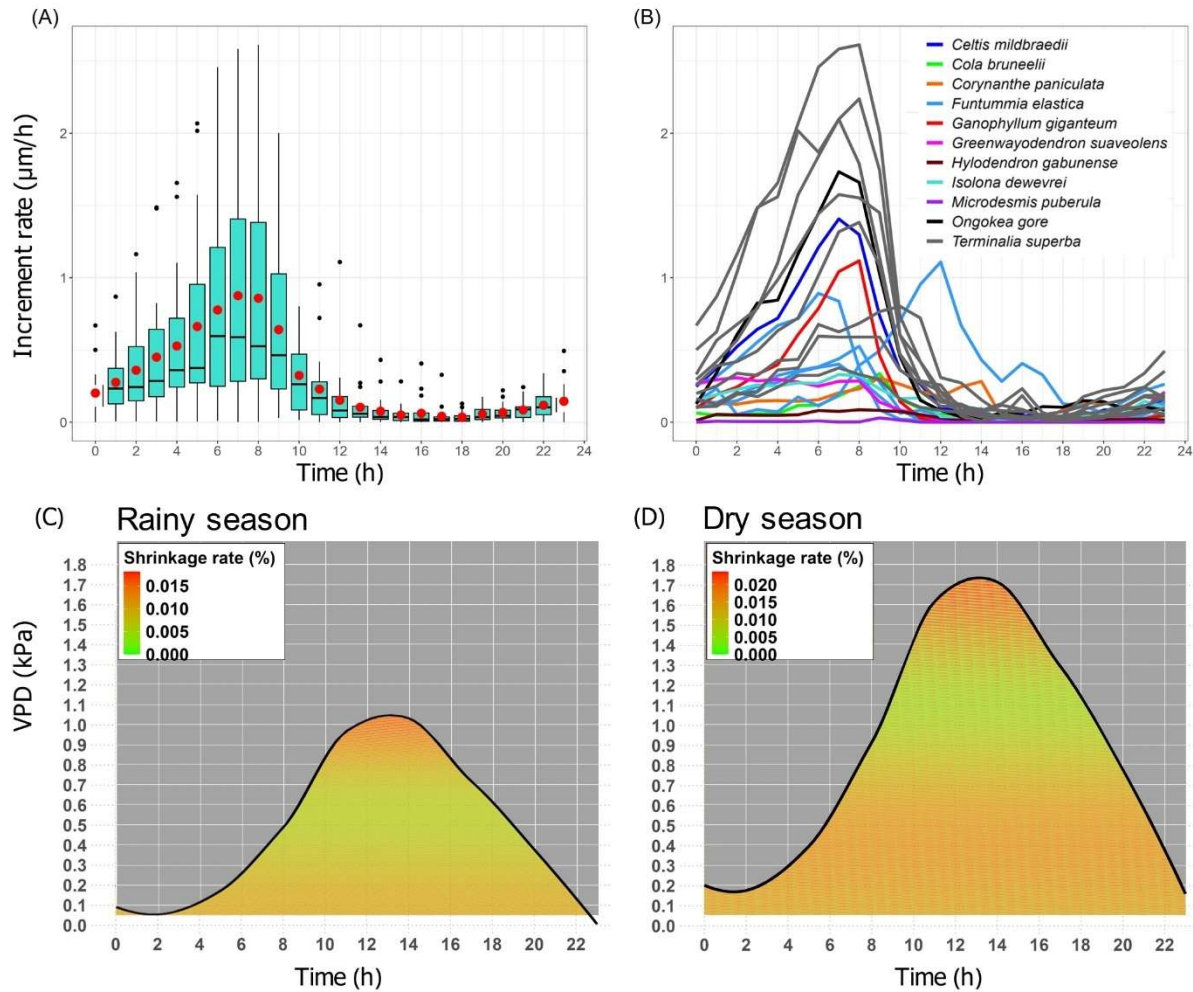 (A)
(B)
Increment rate (µm/h)
2
1
0
0 2 4 6 8 10 12 14 16 18 20 22 24
Time (h)
2
1
0
Celtis mildbraedii
Cola bruneelii
Corynanthe paniculata
Funtummia elastica
Ganophyllum giganteum
Greenwayodendron suaveolens
Hylodendron gabunense
Isolona dewevrei
Microdesmis puberula
Ongokea gore
Terminalia superba
0 2 4 6 8 10 12 14 16 18 20 22 24
Time (h)
(C) Rainy season
VPD (kPa)
1.8
1.7
1.6
1.5
1.4
1.3
1.2
1.1
1.0
0.9
0.8
0.7
0.6
0.5
0.4
0.3
0.2
0.1
0.0
Shrinkage rate (%)
0.015
0.010
0.005
0.000
0 2 4 6 8 10 12 14 16 18 20 22
Time (h)
(D) Dry season
1.8
1.7
1.6
1.5
1.4
1.3
1.2
1.1
1.0
0.9
0.8
0.7
0.6
0.5
0.4
0.3
0.2
0.1
0.0
Shrinkage rate (%)
0.020
0.015
0.010
0.005
0.000
0 2 4 6 8 10 12 14 16 18 20 22
Time (h)